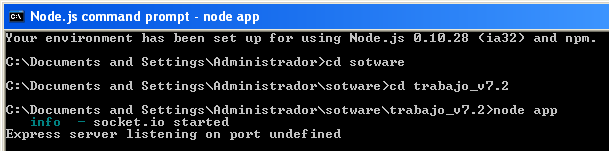 Node.js command prompt - node app
Your environment has been set up for using Node.js 0.10.28 (ia32) and npm.
C:\Documents and Settings\Administrador>cd sotware
C:\Documents and Settings\Administrador\sotware>cd trabajo_v7.2
C:\Documents and Settings\Administrador\sotware\trabajo_v7.2>node app
info - socket.io started
Express server listening on port undefined